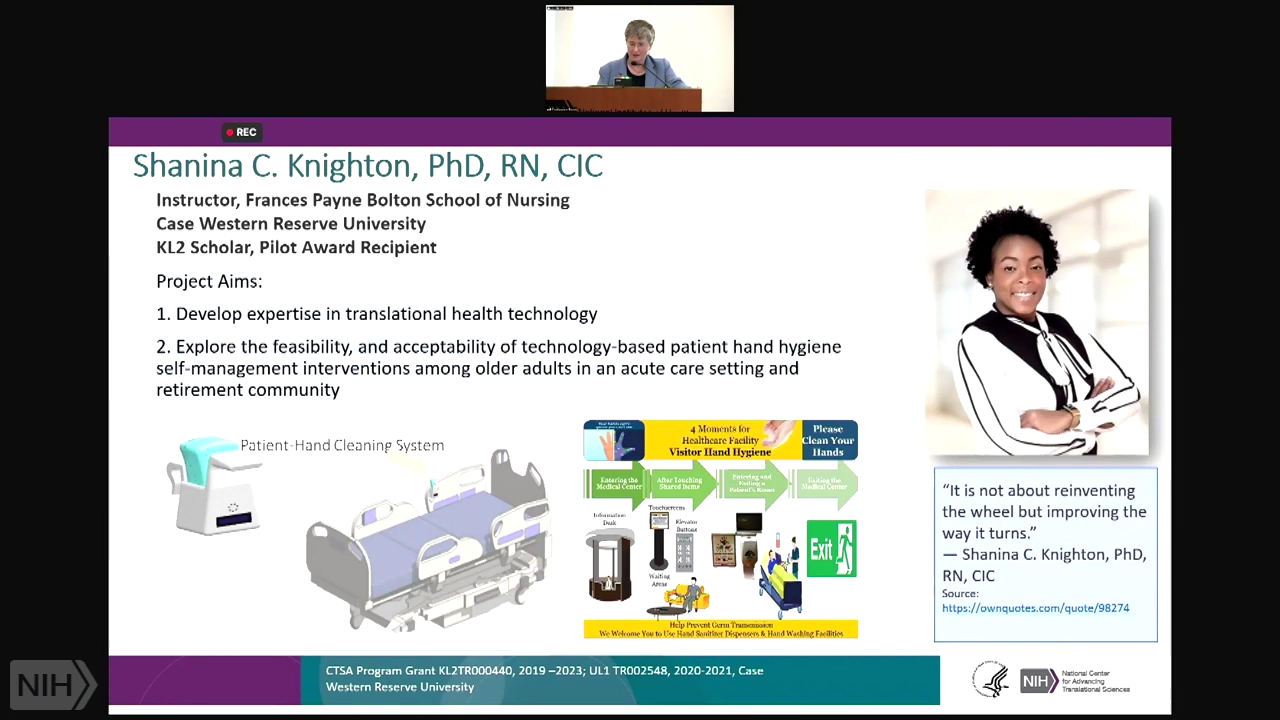 REC
Shanina C. Knighton, PhD, RN, CIC
Instructor, Frances Payne Bolton School of Nursing
Case Western Reserve University
KL2 Scholar, Pilot Award Recipient
Project Aims:
1. Develop expertise in translational health technology
2. Explore the feasibility, and acceptability of technology-based patient hand hygiene
self-management interventions among older adults in an acute care setting and
retirement community
Patient-Hand Cleaning System
4 Moments for
Healthcare Facility
Visitor Hand Hygiene
Please
Clean Your
Hands
Entering the
Medical Center
After Touching
Shared Items
Entering and
Exiting a
Patient's Room
Exiting the
Medical Center
Information
Desk
Touchscreens
Elevator
Buttons
Waiting
Areas
Exit
Help Prevent Germ Transmission
We Welcome You to Use Hand Sanitizer Dispensers & Hand Washing Facilities
“It is not about reinventing
the wheel but improving the
way it turns.”
— Shanina C. Knighton, PhD,
RN, CIC
Source:
https://ownquotes.com/quote/98274
CTSA Program Grant KL2TR000440, 2019 –2023; UL1 TR002548, 2020-2021, Case
Western Reserve University
NIH
National Center
for Advancing
Translational Sciences
NIH